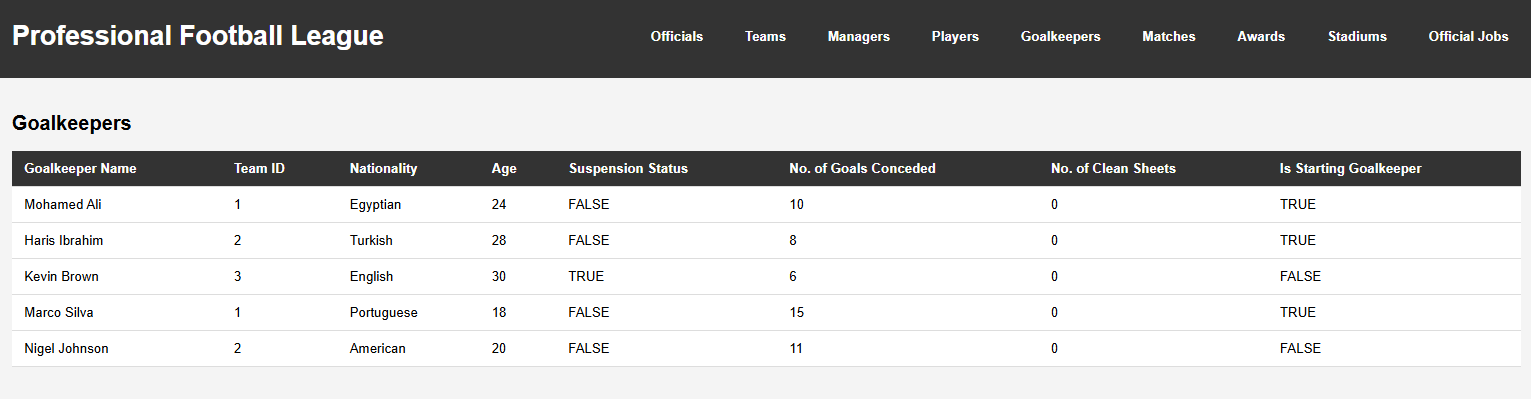 Professional Football League Officials Teams Managers Players Goalkeepers Matches Awards Stadiums Official Jobs
Goalkeepers
Goalkeeper Name Team ID Nationality Age Suspension Status No. of Goals Conceded No. of Clean Sheets Is Starting Goalkeeper
Mohamed Ali 1 Egyptian 24 FALSE 10 0 TRUE
Haris Ibrahim 2 Turkish 28 FALSE 8 0 TRUE
Kevin Brown 3 English 30 TRUE 6 0 FALSE
Marco Silva 1 Portuguese 18 FALSE 15 0 TRUE
Nigel Johnson 2 American 20 FALSE 11 0 FALSE